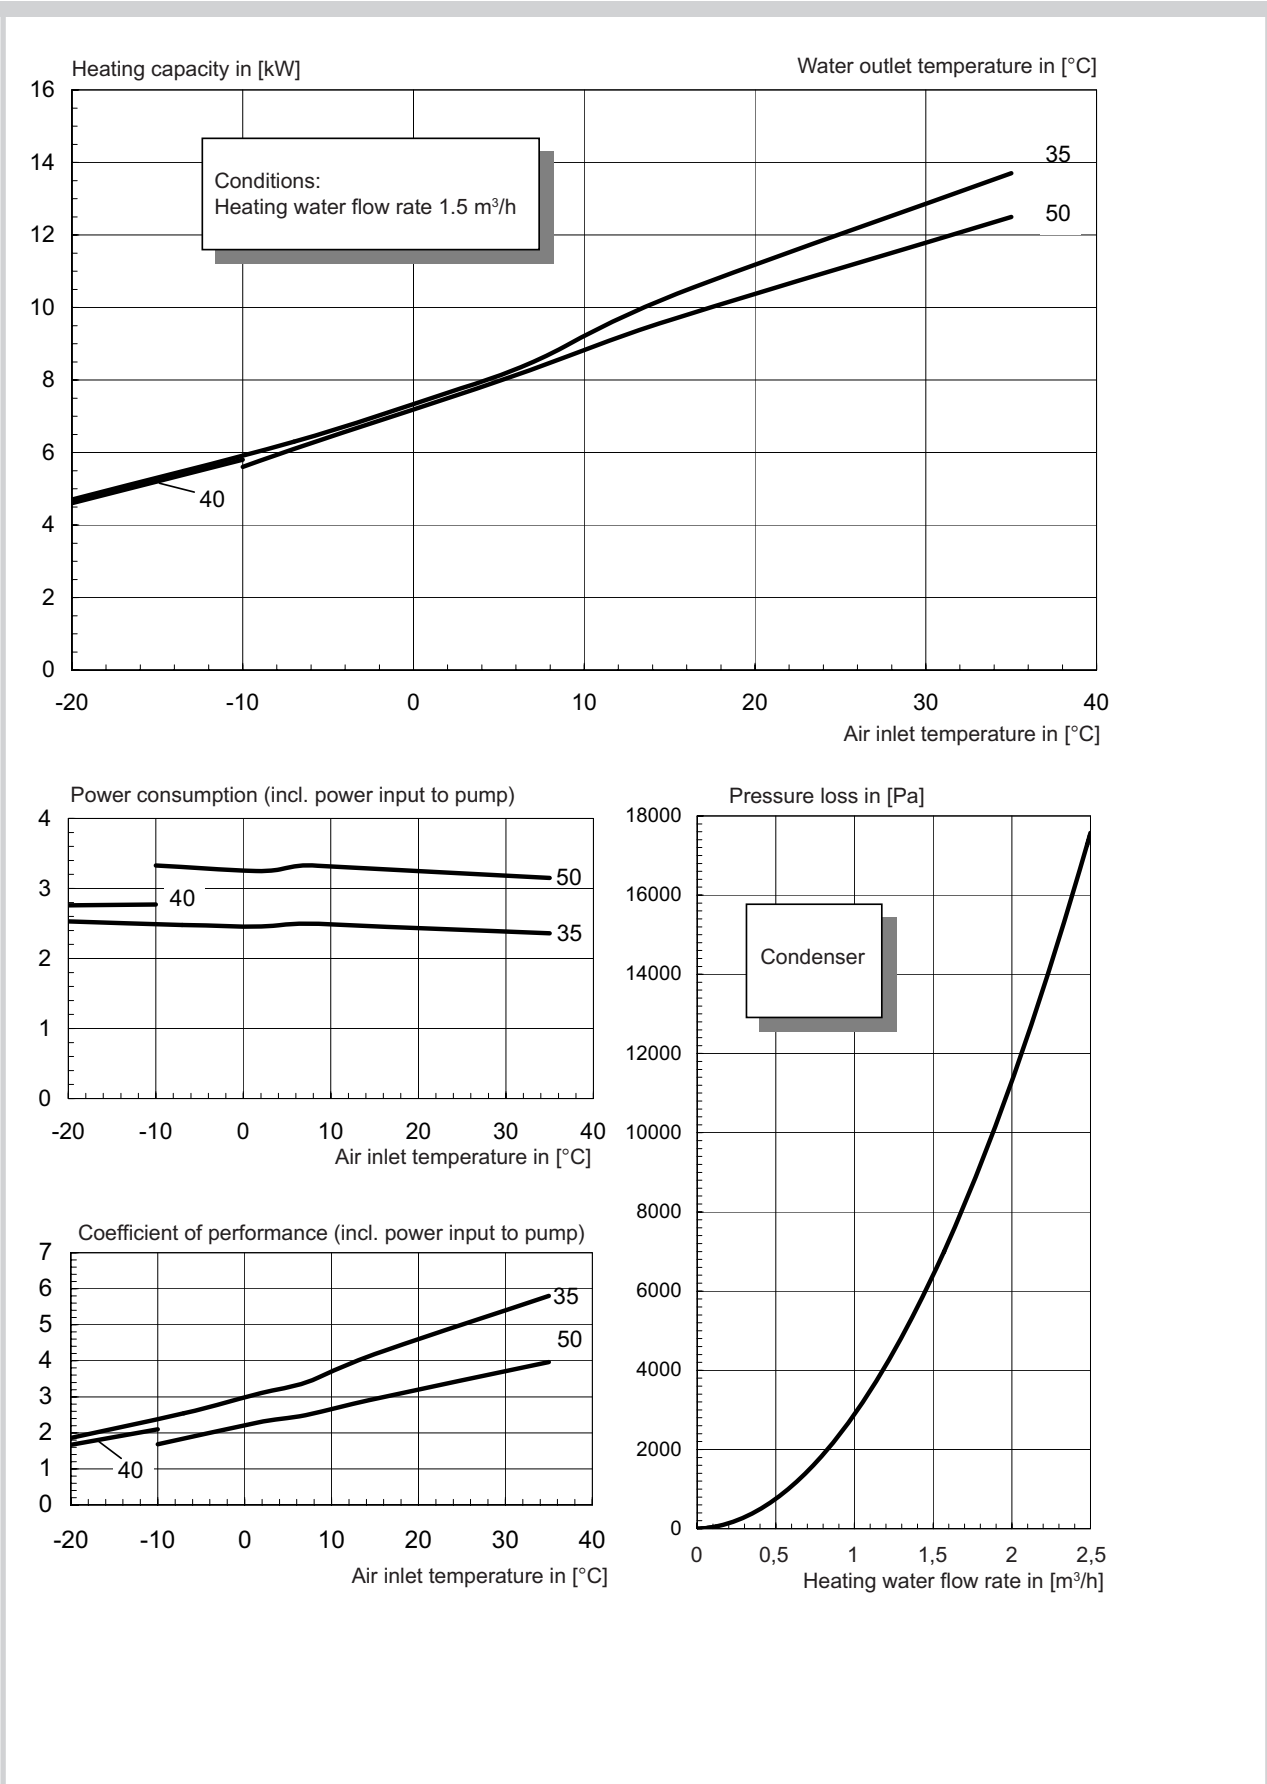 Heating capacity in [kW]
Water outlet temperature in [°C]
16
14
12
10
8
6
4
2
0
Conditions:
Heating water flow rate 1.5 m³/h
35
50
40
-20 -10 0 10 20 30 40
Air inlet temperature in [°C]
Power consumption (incl. power input to pump)
4
3
2
1
0
50
40
35
-20 -10 0 10 20 30 40
Air inlet temperature in [°C]
Coefficient of performance (incl. power input to pump)
7
6
5
4
3
2
1
0
35
50
40
-20 -10 0 10 20 30 40
Air inlet temperature in [°C]
Pressure loss in [Pa]
18000
16000
14000
12000
10000
8000
6000
4000
2000
0
Condenser
0 0,5 1 1,5 2 2,5
Heating water flow rate in [m³/h]